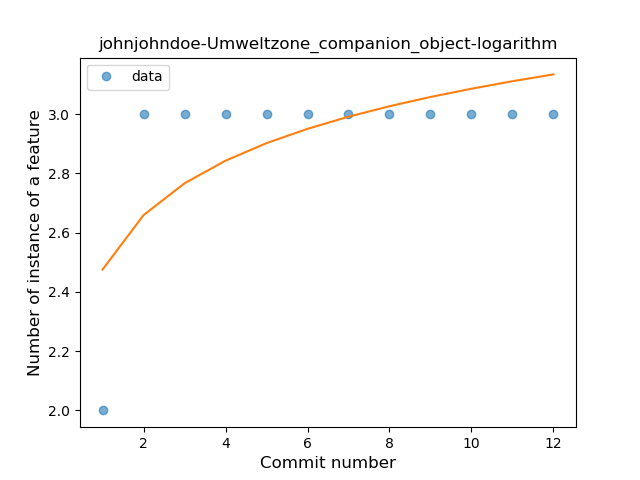 johnjohndoe-Umweltzone_companion_object-logarithm
data
Number of instance of a feature
3.0
2.8
2.6
2.4
2.2
2.0
2 4 6 8 10 12
Commit number